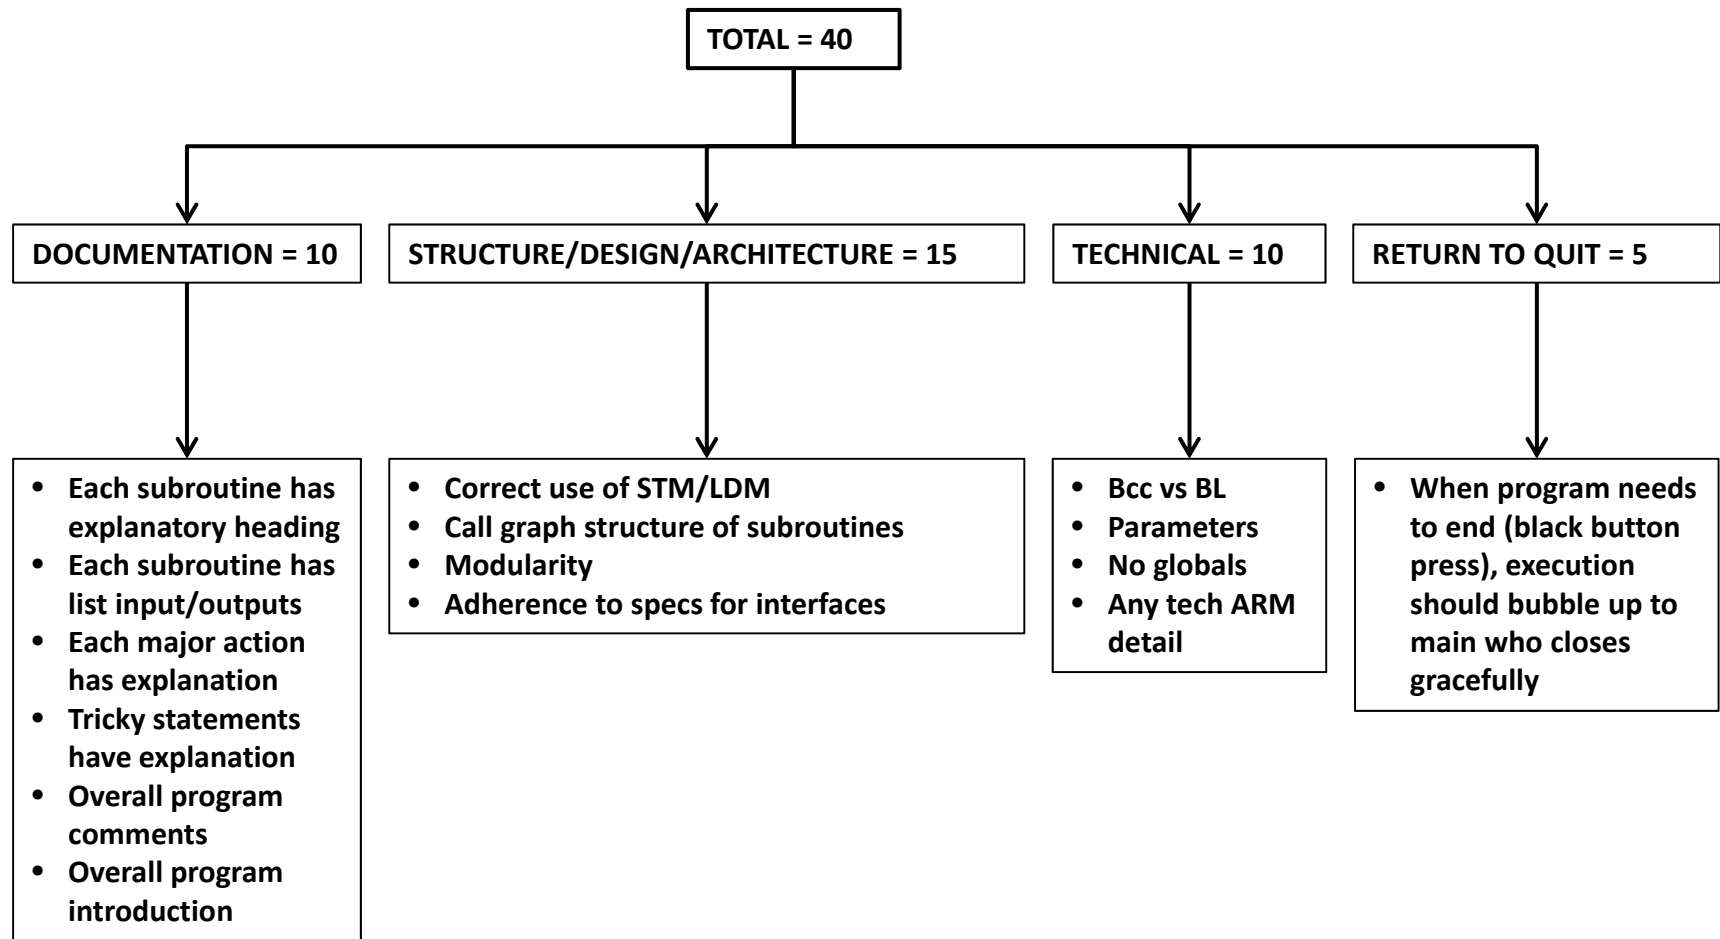 TOTAL = 40
DOCUMENTATION = 10
STRUCTURE/DESIGN/ARCHITECTURE = 15
TECHNICAL = 10
RETURN TO QUIT = 5
• Each subroutine has
explanatory heading
• Each subroutine has
list input/outputs
• Each major action
has explanation
• Tricky statements
have explanation
• Overall program
comments
• Overall program
introduction
• Correct use of STM/LDM
• Call graph structure of subroutines
• Modularity
• Adherence to specs for interfaces
• Bcc vs BL
• Parameters
• No globals
• Any tech ARM
detail
• When program needs
to end (black button
press), execution
should bubble up to
main who closes
gracefully